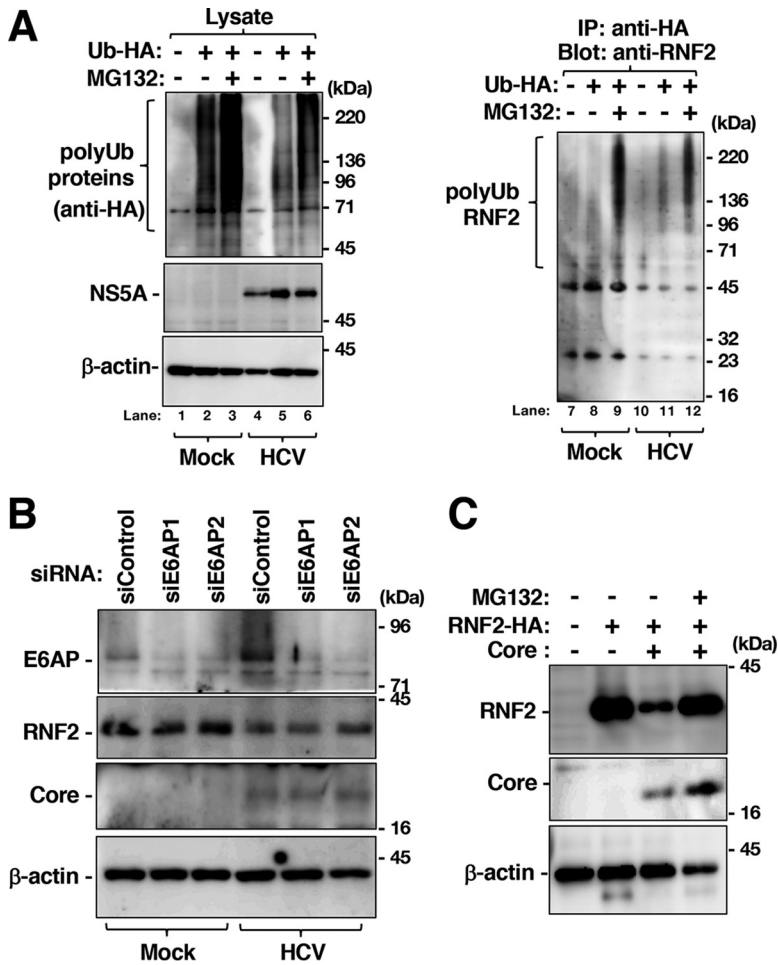 A
Lysate
Ub-HA: - + + - + +
MG132: - - + - - + (kDa)
polyUb
proteins
(anti-HA)
- 220
- 136
- 96
- 71
- 45
NS5A -
- 45
- 45
β-actin-
Lane: 1 2 3 4 5 6
Mock HCV
IP: anti-HA
Blot: anti-RNF2
Ub-HA: - + + - + +
MG132: - - + - - + (kDa)
polyUb
RNF2
- 220
- 136
- 96
- 71
- 45
- 32
- 23
- 16
Lane: 7 8 9 10 11 12
Mock HCV
B
siRNA: siControl siE6AP1 siE6AP2 siControl siE6AP1 siE6AP2
(kDa)
- 96
E6AP -
- 71
- 45
RNF2 -
Core -
- 16
- 45
β-actin -
Mock HCV
C
MG132: - - - +
RNF2-HA: - + + +
Core : - - + +
(kDa)
- 45
RNF2 -
Core -
- 16
- 45
β-actin -